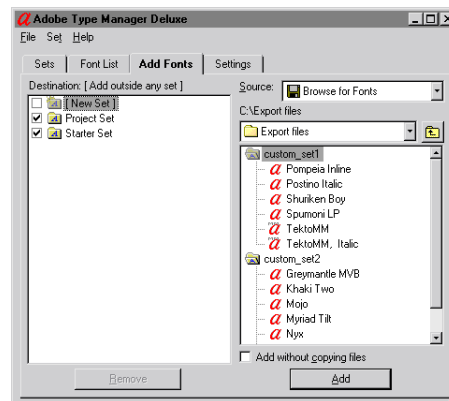 Adobe Type Manager Deluxe
File Set Help
Sets Font List Add Fonts Settings
Destination: [ Add outside any set ]
[ New Set ]
Project Set
Starter Set
Remove
Source: Browse for Fonts
C:\Export files
Export files
custom_set1
Pompeia Inline
Postino Italic
Shuriken Boy
Spumoni LP
TektoMM
TektoMM, Italic
custom_set2
Greymantle MVB
Khaki Two
Mojo
Myriad Tilt
Nyx
Add without copying files
Add